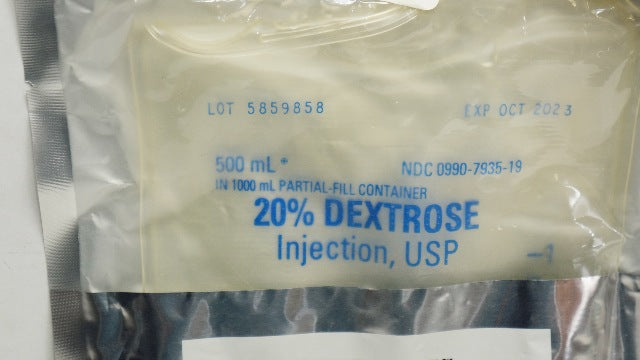 LOT 5859858 EXP OCT 2023
500 mL* NDC 0990-7935-19
IN 1000 mL PARTIAL-FILL CONTAINER
20% DEXTROSE
Injection, USP
–1